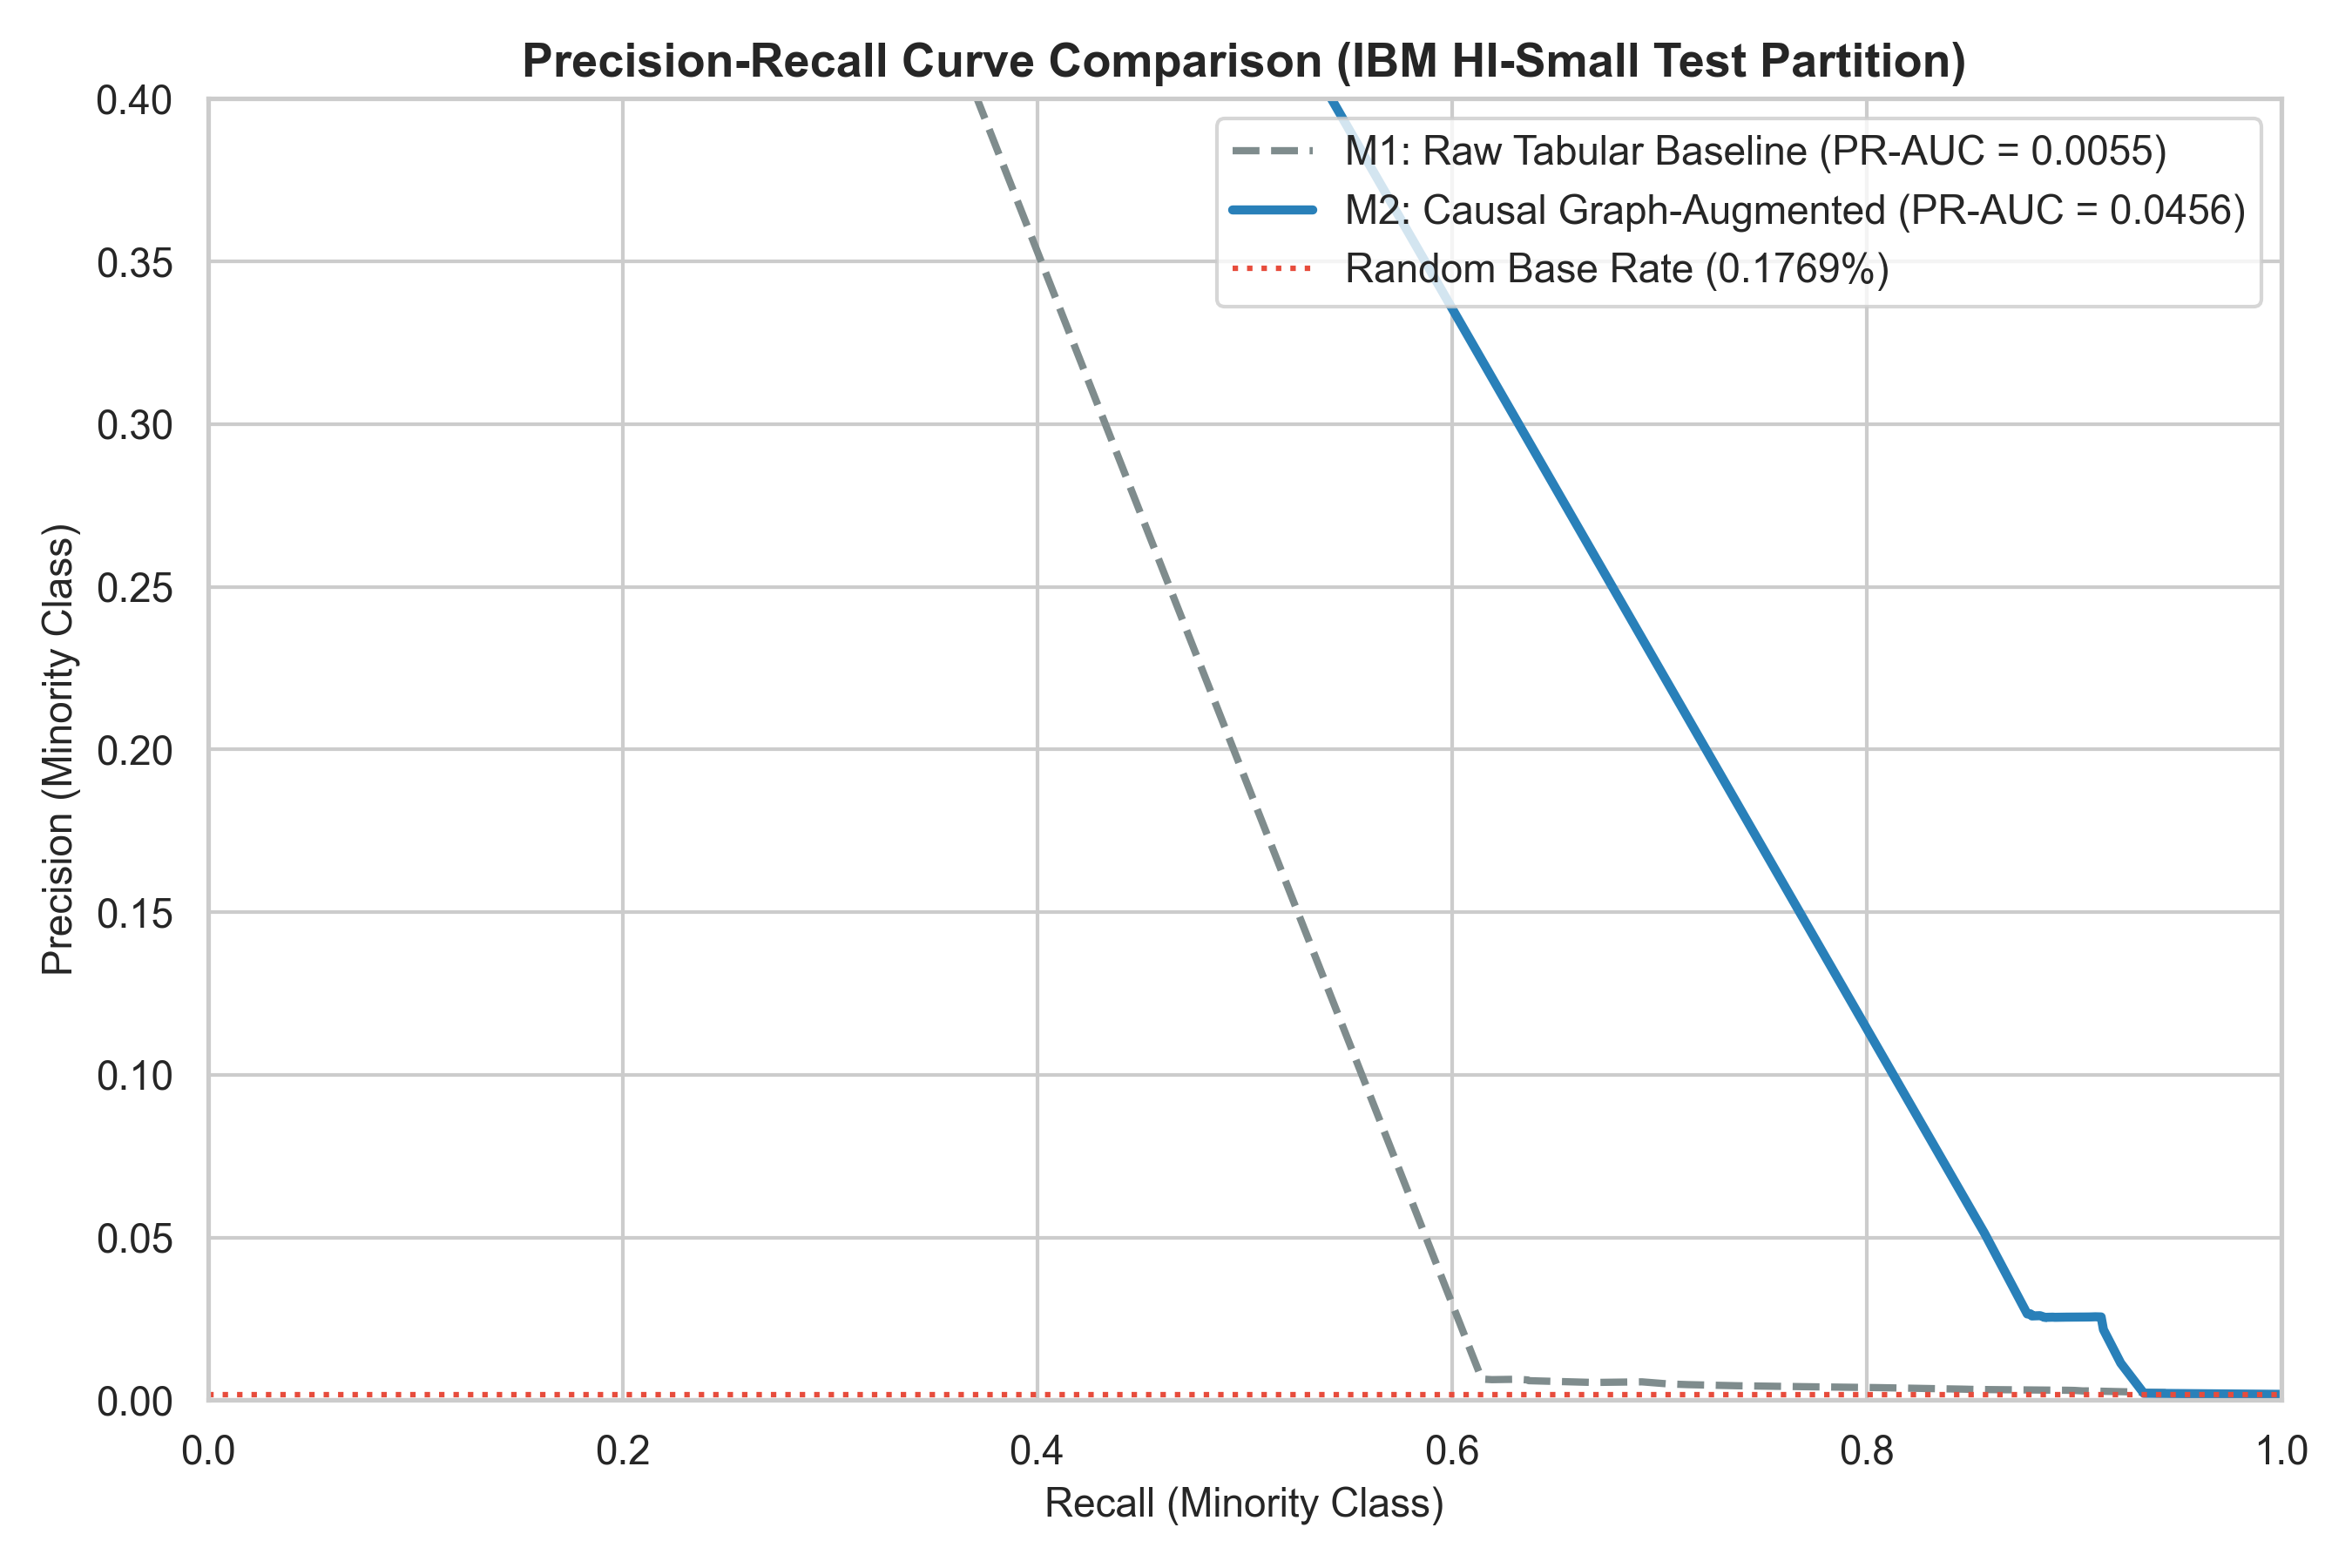 Precision-Recall Curve Comparison (IBM HI-Small Test Partition)
M1: Raw Tabular Baseline (PR-AUC = 0.0055)
M2: Causal Graph-Augmented (PR-AUC = 0.0456)
Random Base Rate (0.1769%)
Precision (Minority Class)
0.40
0.35
0.30
0.25
0.20
0.15
0.10
0.05
0.00
0.0 0.2 0.4 0.6 0.8 1.0
Recall (Minority Class)